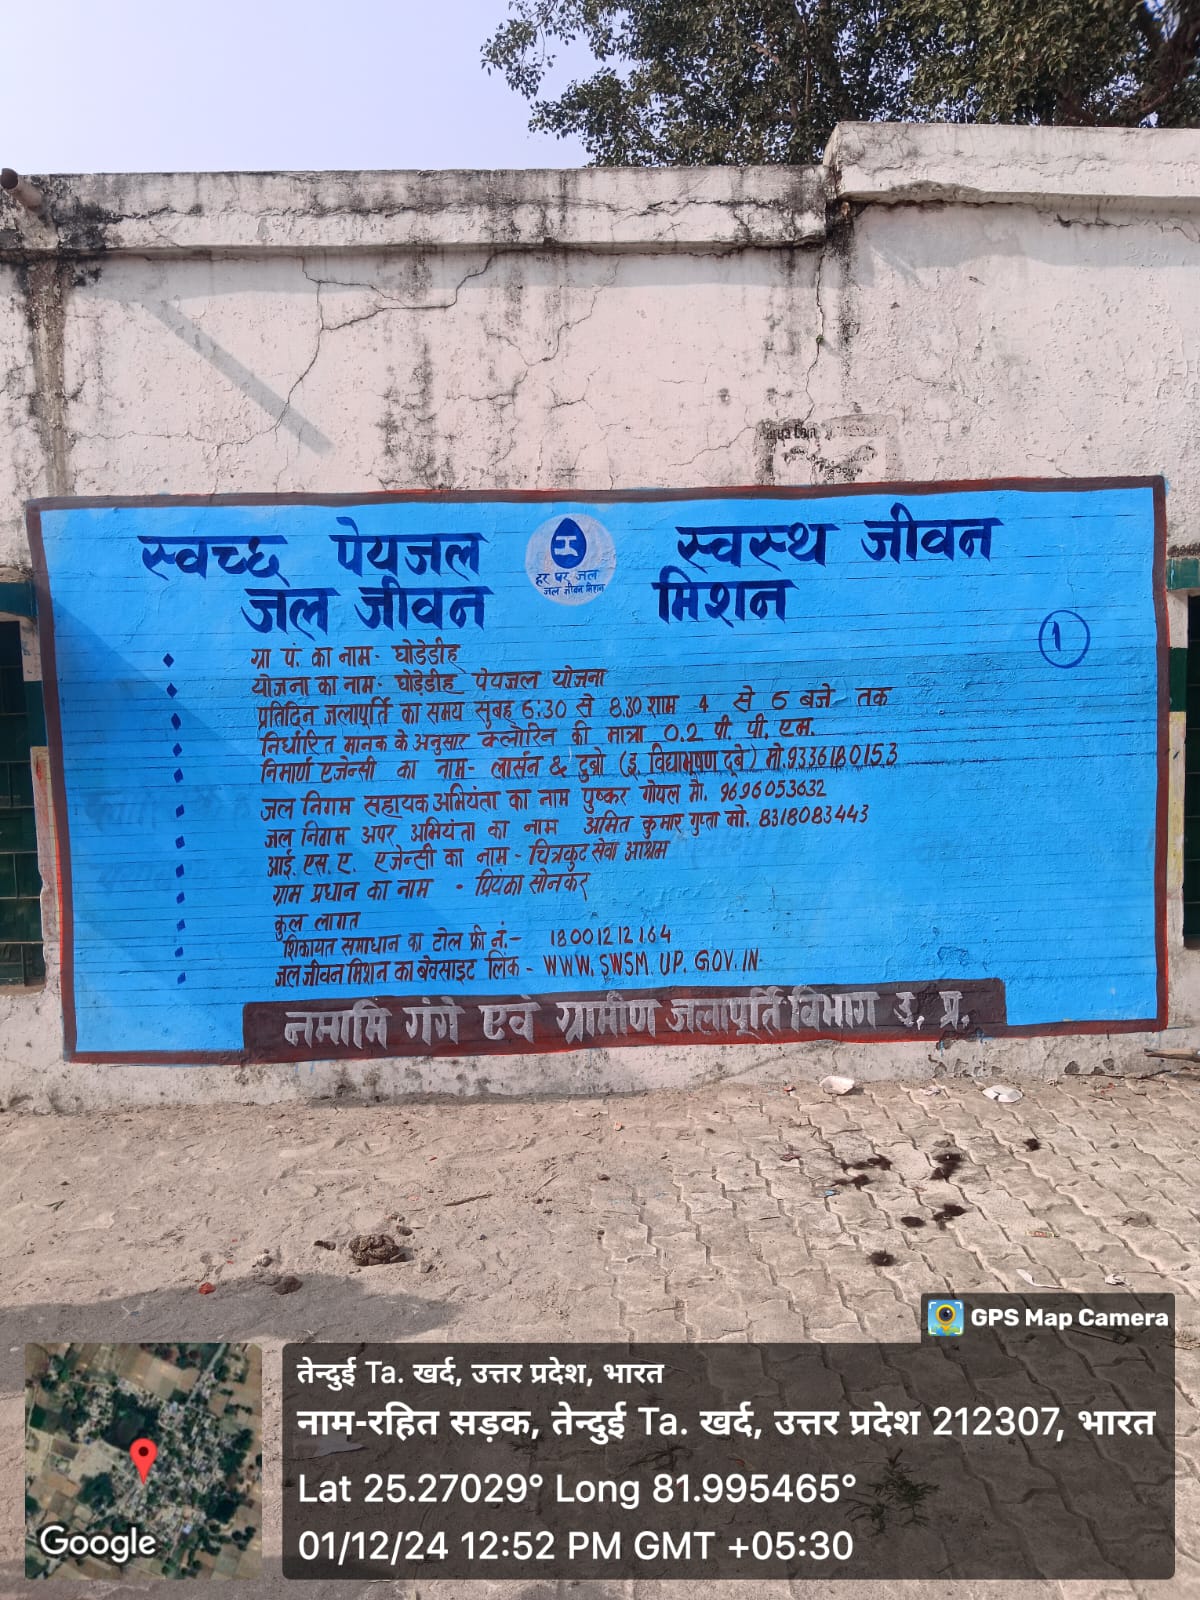 स्वच्छ पेयजल स्वस्थ जीवन
हर घर जल
जल जीवन मिशन
जल जीवन मिशन
1
ग्रा पं. का नाम- घोड़ेडीह
योजना का नाम- घोड़ेडीह पेयजल योजना
प्रतिदिन जलापूर्ति का समय सुबह 6:30 से 8.30 शाम 4 से 6 बजे तक
निर्धारित मानक के अनुसार क्लोरिन की मात्रा 0.2 पी. पी. एम.
निमार्ण एजेन्सी का नाम- लार्सन & टुब्रो (इ. विद्याभूषण दूबे) मो.9336180153
जल निगम सहायक अभियंता का नाम पुष्कर गोयल मो. 9696053632
जल निगम अपर अभियंता का नाम अमित कुमार गुप्ता मो. 8318083443
आई. एस. ए. एजेन्सी का नाम - चित्रकुट सेवा आश्रम
ग्राम प्रधान का नाम - प्रियंका सोनकर
कुल लागत
शिकायत समाधान का टोल फ्री नं.- 18001212164
जल जीवन मिशन का बेवसाइट लिंक - WWW.SWSM.UP.GOV.IN
नमामि गंगे एवं ग्रामीण जलापूर्ति विभाग उ. प्र.
GPS Map Camera
तेन्दुई Ta. खर्द, उत्तर प्रदेश, भारत
नाम-रहित सड़क, तेन्दुई Ta. खर्द, उत्तर प्रदेश 212307, भारत
Lat 25.27029° Long 81.995465°
01/12/24 12:52 PM GMT +05:30
Google